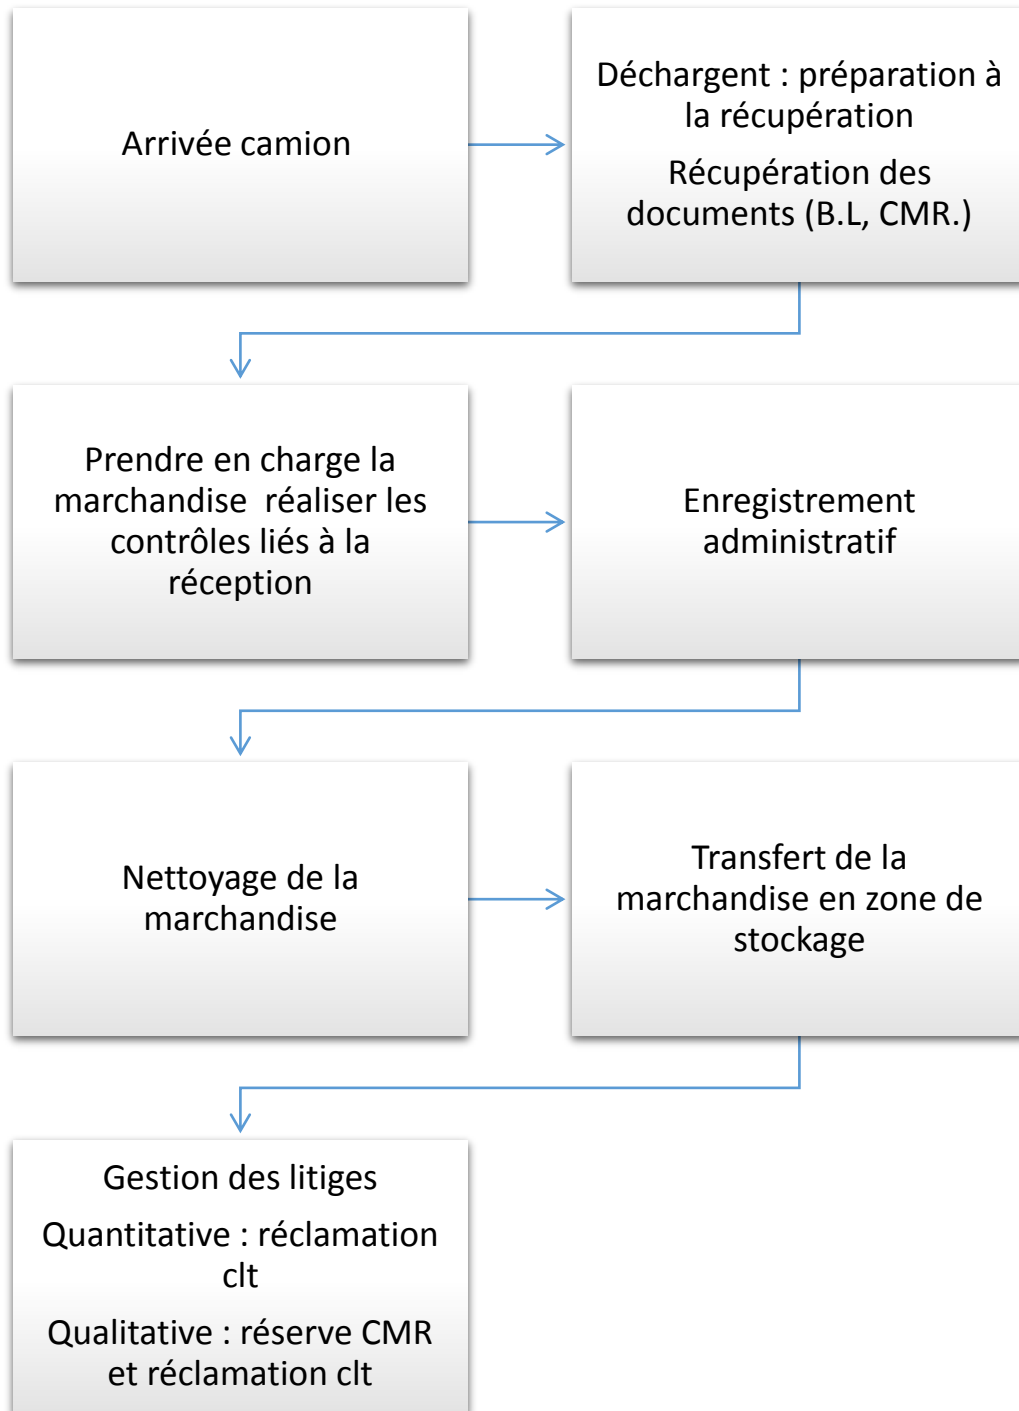 Arrivée camion
Déchargent : préparation à
la récupération
Récupération des
documents (B.L, CMR.)
Prendre en charge la
marchandise  réaliser les
contrôles liés à la
réception
Enregistrement
administratif
Nettoyage de la
marchandise
Transfert de la
marchandise en zone de
stockage
Gestion des litiges
Quantitative : réclamation
clt
Qualitative : réserve CMR
et réclamation clt